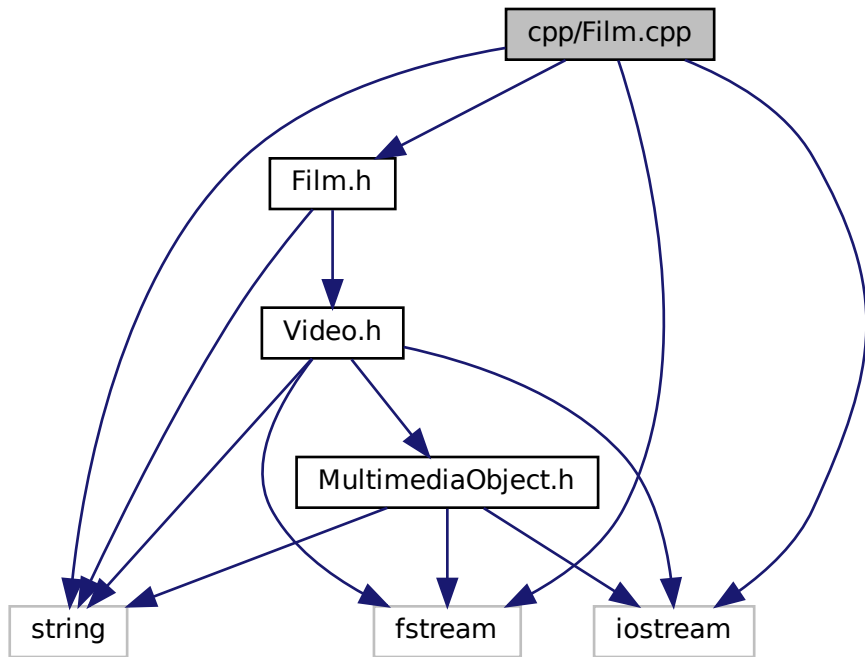 cpp/Film.cpp
Film.h
Video.h
MultimediaObject.h
string
fstream
iostream